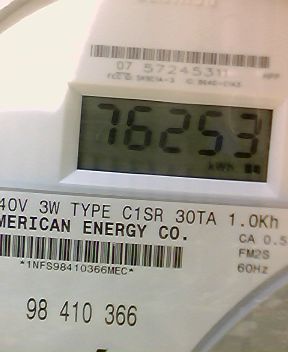 07 57245311
76253
kWh
40V 3W TYPE C1SR 30TA 1.0Kh
MERICAN ENERGY CO.
CA 0.5
FM2S
60Hz
*1NFS98410366MEC*
98 410 366